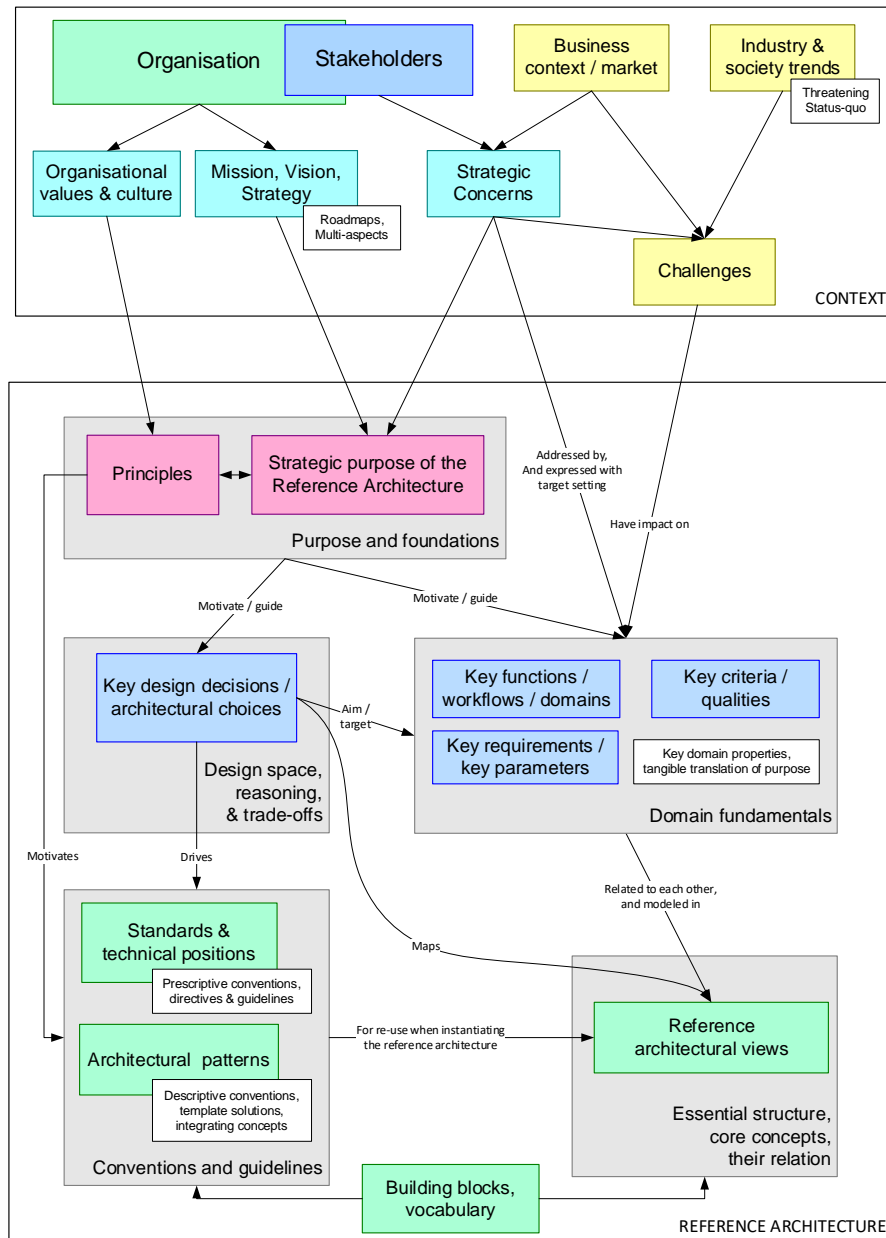 Organisation
Stakeholders
Business
context / market
Industry &
society trends
Threatening
Status-quo
Organisational
values & culture
Mission, Vision,
Strategy
Roadmaps,
Multi-aspects
Strategic
Concerns
Challenges
CONTEXT
Principles
Strategic purpose of the
Reference Architecture
Purpose and foundations
Addressed by,
And expressed with
target setting
Have impact on
Motivate / guide
Motivate / guide
Key design decisions /
architectural choices
Design space,
reasoning,
& trade-offs
Aim /
target
Key functions /
workflows / domains
Key criteria /
qualities
Key requirements /
key parameters
Key domain properties,
tangible translation of purpose
Domain fundamentals
Motivates
Drives
Related to each other,
and modeled in
Maps
Standards &
technical positions
Prescriptive conventions,
directives & guidelines
Architectural patterns
Descriptive conventions,
template solutions,
integrating concepts
Conventions and guidelines
For re-use when instantiating
the reference architecture
Reference
architectural views
Essential structure,
core concepts,
their relation
Building blocks,
vocabulary
REFERENCE ARCHITECTURE